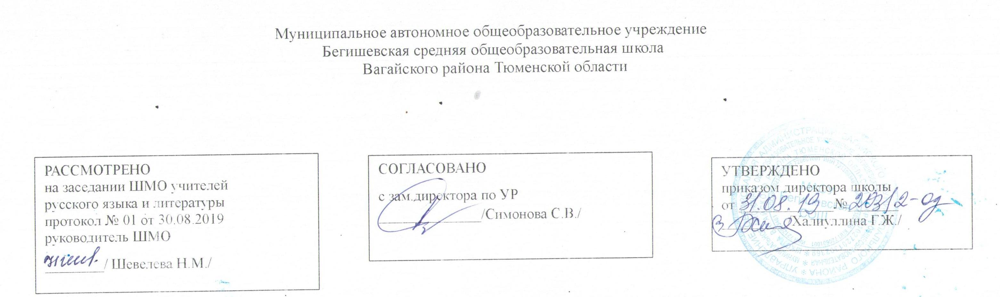 Муниципальное автономное общеобразовательное учреждение
Бегишевская средняя общеобразовательная школа
Вагайского района Тюменской области
РАССМОТРЕНО
на заседании ШМО учителей
русского языка и литературы
протокол № 01 от 30.08.2019
руководитель ШМО
/ Шевелева Н.М./
СОГЛАСОВАНО
с зам.директора по УР
/Симонова С.В./
УТВЕРЖДЕНО
приказом директора школы
от 31.08.19 № 203/2-од
/Халиуллина Г.Ж./